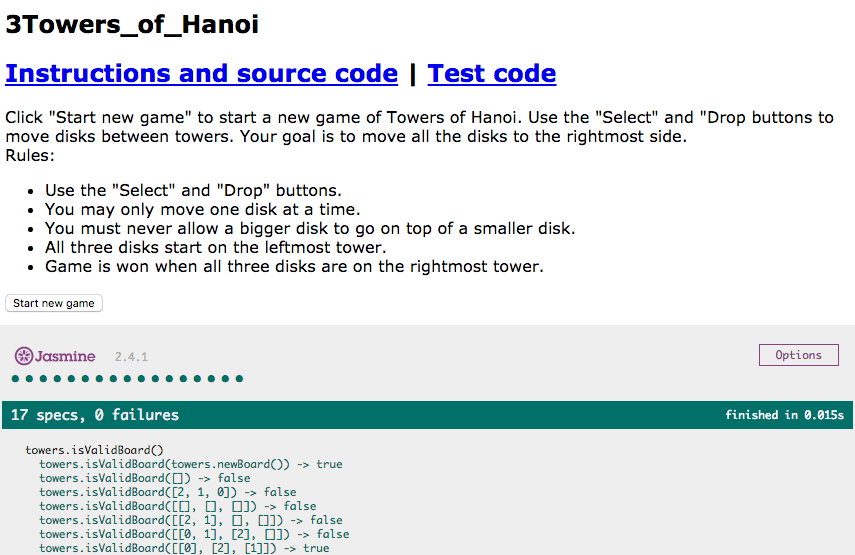 3Towers_of_Hanoi
Instructions and source code | Test code
Click "Start new game" to start a new game of Towers of Hanoi. Use the "Select" and "Drop buttons to
move disks between towers. Your goal is to move all the disks to the rightmost side.
Rules:
• Use the "Select" and "Drop" buttons.
• You may only move one disk at a time.
• You must never allow a bigger disk to go on top of a smaller disk.
• All three disks start on the leftmost tower.
• Game is won when all three disks are on the rightmost tower.
Start new game
Jasmine 2.4.1 Options
17 specs, 0 failures finished in 0.015s
towers.isValidBoard()
towers.isValidBoard(towers.newBoard()) -> true
towers.isValidBoard([]) -> false
towers.isValidBoard([2, 1, 0]) -> false
towers.isValidBoard([[], [], []]) -> false
towers.isValidBoard([[2, 1], [], []]) -> false
towers.isValidBoard([[0, 1], [2], []]) -> false
towers.isValidBoard([[0], [2], [1]]) -> true